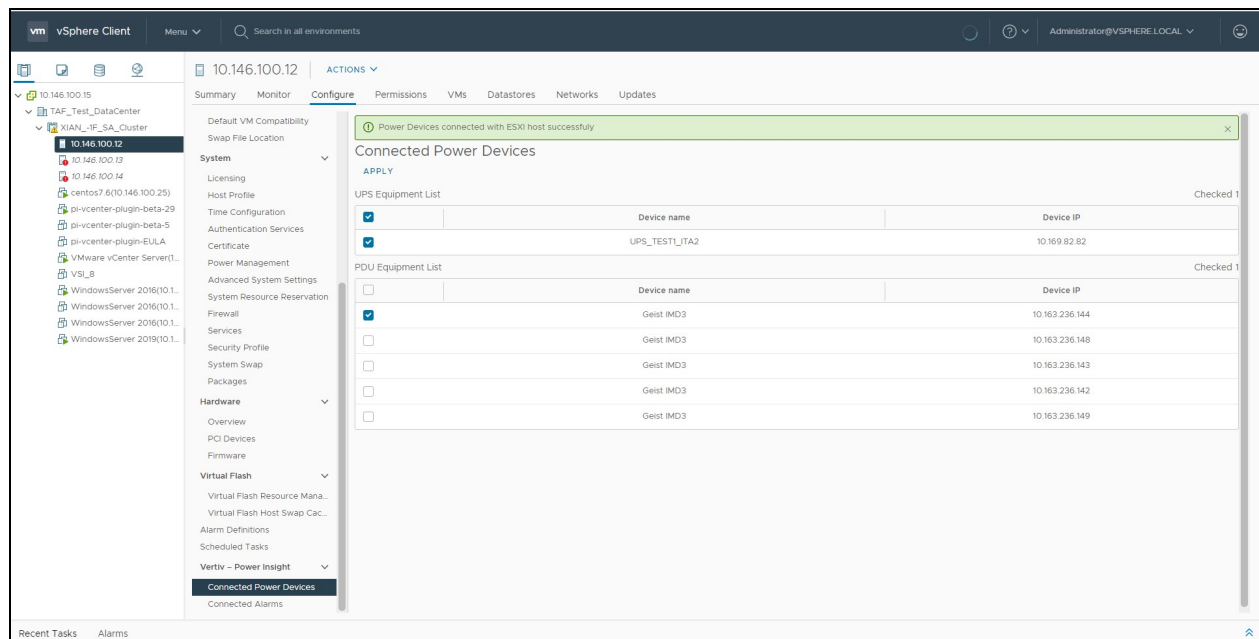 vm vSphere Client Menu Search in all environments Administrator@VSPHERE.LOCAL
10.146.100.15
TAF_Test_DataCenter
XIAN_-1F_SA_Cluster
10.146.100.12
10.146.100.13
10.146.100.14
centos7.6(10.146.100.25)
pi-vcenter-plugin-beta-29
pi-vcenter-plugin-beta-5
pi-vcenter-plugin-EULA
VMware vCenter Server(1...
VSI_8
WindowsServer 2016(10.1...
WindowsServer 2016(10.1...
WindowsServer 2016(10.1...
WindowsServer 2019(10.1...
10.146.100.12 ACTIONS
Summary Monitor Configure Permissions VMs Datastores Networks Updates
Default VM Compatibility
Swap File Location
System
Licensing
Host Profile
Time Configuration
Authentication Services
Certificate
Power Management
Advanced System Settings
System Resource Reservation
Firewall
Services
Security Profile
System Swap
Packages
Hardware
Overview
PCI Devices
Firmware
Virtual Flash
Virtual Flash Resource Mana...
Virtual Flash Host Swap Cac...
Alarm Definitions
Scheduled Tasks
Vertiv – Power Insight
Connected Power Devices
Connected Alarms
Power Devices connected with ESXI host successfuly
Connected Power Devices
APPLY
UPS Equipment List Checked 1
Device name Device IP
UPS_TEST1_ITA2 10.169.82.82
PDU Equipment List Checked 1
Device name Device IP
Geist IMD3 10.163.236.144
Geist IMD3 10.163.236.148
Geist IMD3 10.163.236.143
Geist IMD3 10.163.236.142
Geist IMD3 10.163.236.149
Recent Tasks Alarms